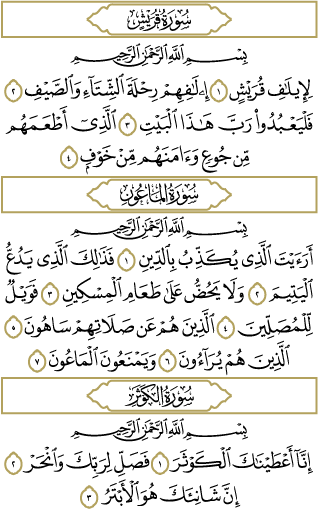 سُورَةُ قُرَيْشٍ
بِسْمِ ٱللَّهِ ٱلرَّحْمَٰنِ ٱلرَّحِيمِ
لِإِيلَٰفِ قُرَيْشٍ ١ إِۦلَٰفِهِمْ رِحْلَةَ ٱلشِّتَآءِ وَٱلصَّيْفِ ٢
فَلْيَعْبُدُوا۟ رَبَّ هَٰذَا ٱلْبَيْتِ ٣ ٱلَّذِىٓ أَطْعَمَهُم
مِّن جُوعٍ وَءَامَنَهُم مِّنْ خَوْفٍۭ ٤
سُورَةُ ٱلْمَاعُونِ
بِسْمِ ٱللَّهِ ٱلرَّحْمَٰنِ ٱلرَّحِيمِ
أَرَءَيْتَ ٱلَّذِى يُكَذِّبُ بِٱلدِّينِ ١ فَذَٰلِكَ ٱلَّذِى يَدُعُّ
ٱلْيَتِيمَ ٢ وَلَا يَحُضُّ عَلَىٰ طَعَامِ ٱلْمِسْكِينِ ٣ فَوَيْلٌ
لِّلْمُصَلِّينَ ٤ ٱلَّذِينَ هُمْ عَن صَلَاتِهِمْ سَاهُونَ ٥
ٱلَّذِينَ هُمْ يُرَآءُونَ ٦ وَيَمْنَعُونَ ٱلْمَاعُونَ ٧
سُورَةُ ٱلْكَوْثَرِ
بِسْمِ ٱللَّهِ ٱلرَّحْمَٰنِ ٱلرَّحِيمِ
إِنَّآ أَعْطَيْنَٰكَ ٱلْكَوْثَرَ ١ فَصَلِّ لِرَبِّكَ وَٱنْحَرْ ٢
إِنَّ شَانِئَكَ هُوَ ٱلْأَبْتَرُ ٣